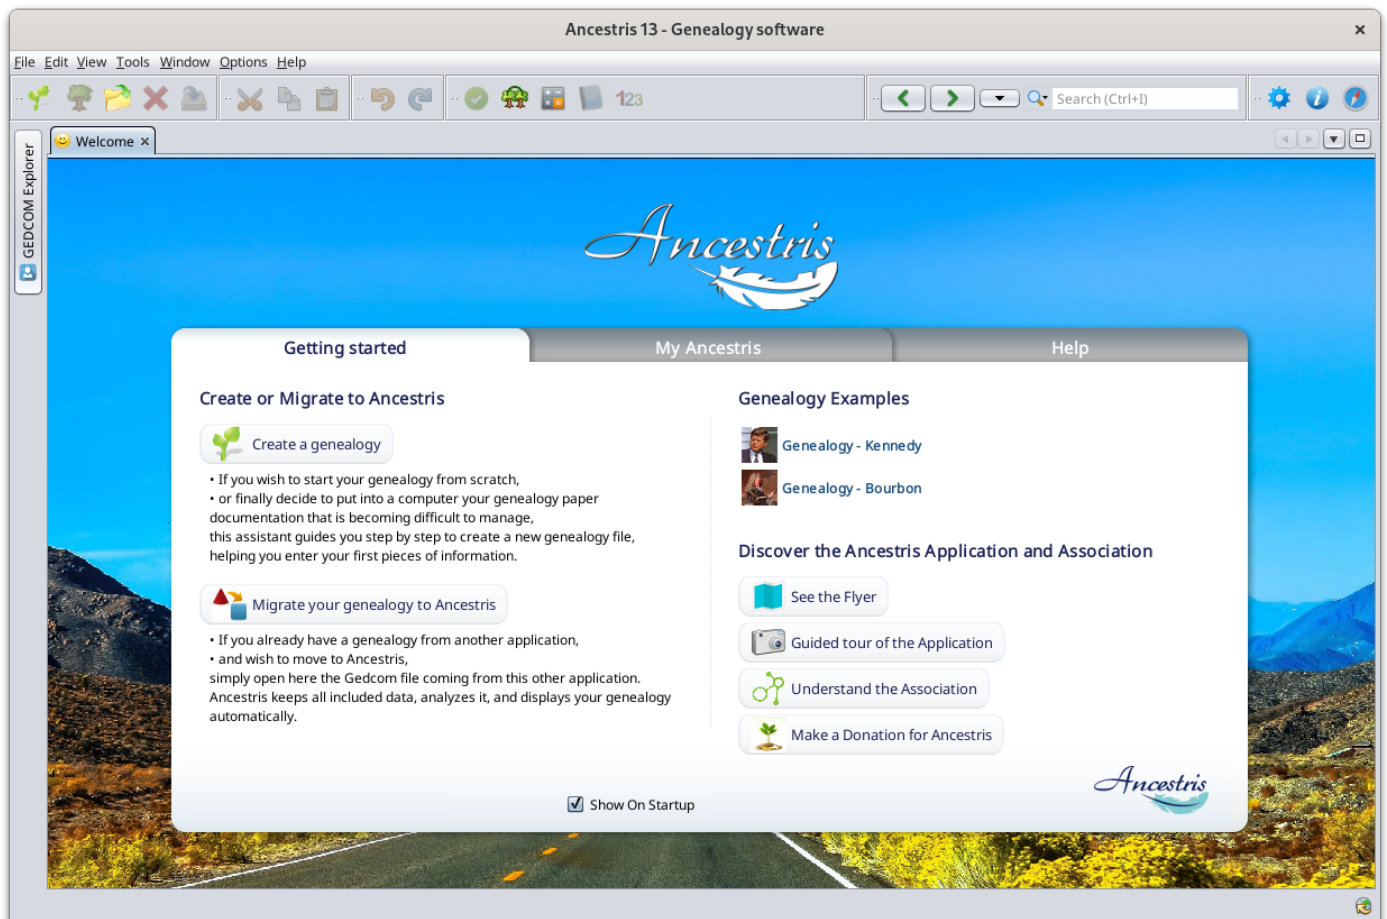 Ancestris 13 - Genealogy software
File Edit View Tools Window Options Help
123
Search (Ctrl+I)
GEDCOM Explorer
Welcome
Ancestris
Getting started
My Ancestris
Help
Create or Migrate to Ancestris
Create a genealogy
• If you wish to start your genealogy from scratch,
• or finally decide to put into a computer your genealogy paper
documentation that is becoming difficult to manage,
this assistant guides you step by step to create a new genealogy file,
helping you enter your first pieces of information.
Migrate your genealogy to Ancestris
• If you already have a genealogy from another application,
• and wish to move to Ancestris,
simply open here the Gedcom file coming from this other application.
Ancestris keeps all included data, analyzes it, and displays your genealogy
automatically.
Genealogy Examples
Genealogy - Kennedy
Genealogy - Bourbon
Discover the Ancestris Application and Association
See the Flyer
Guided tour of the Application
Understand the Association
Make a Donation for Ancestris
Ancestris
Show On Startup